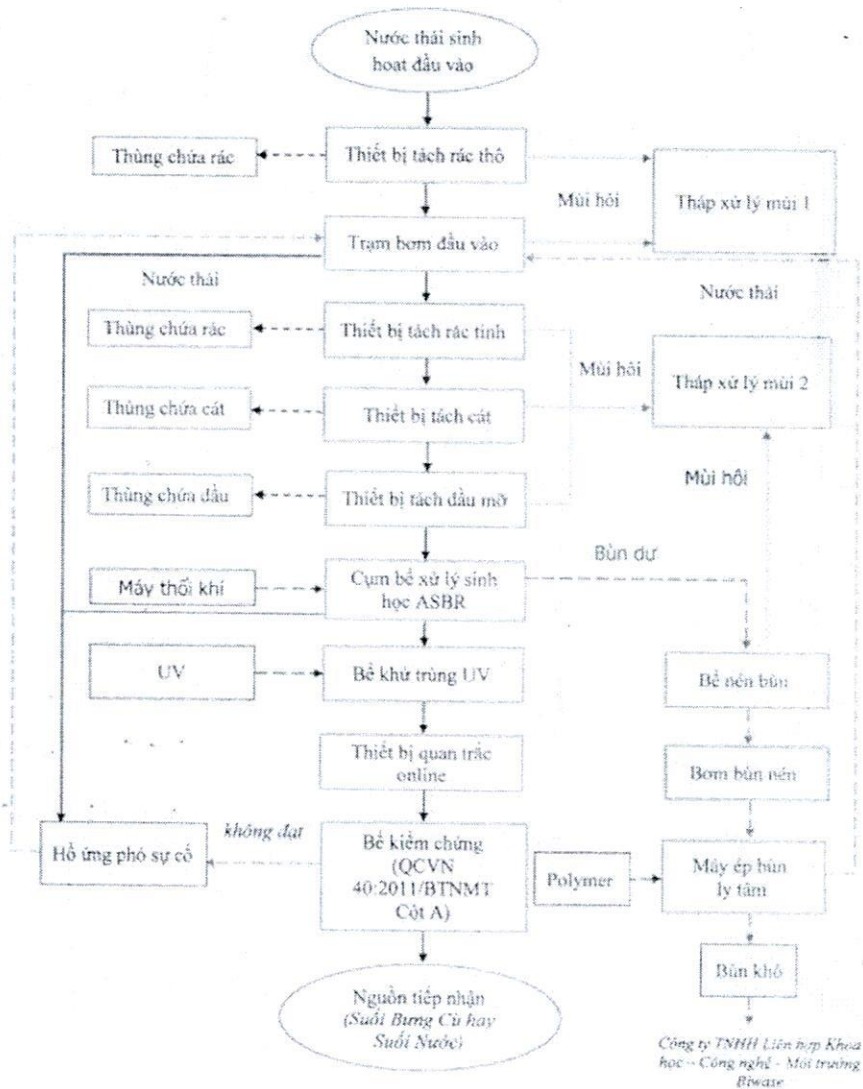 Nước thải sinh
hoạt đầu vào
Thùng chứa rác
Thiết bị tách rác thô
Mùi hôi
Tháp xử lý mùi 1
Trạm bơm đầu vào
Nước thải
Nước thải
Thùng chứa rác
Thiết bị tách rác tinh
Mùi hôi
Tháp xử lý mùi 2
Thùng chứa cát
Thiết bị tách cát
Thùng chứa dầu
Thiết bị tách dầu mỡ
Mùi hôi
Bùn dư
Máy thổi khí
Cụm bể xử lý sinh
học ASBR
UV
Bể khử trùng UV
Bể nén bùn
Thiết bị quan trắc
online
Bơm bùn nén
Hồ ứng phó sự cố
không đạt
Bể kiểm chứng
(QCVN
40:2011/BTNMT
Cột A)
Polymer
Máy ép bùn
ly tâm
Bùn khô
Nguồn tiếp nhận
(Suối Bưng Cù hay
Suối Nước)
Công ty TNHH Liên hợp Khoa
học – Công nghệ - Môi trường
Biwase